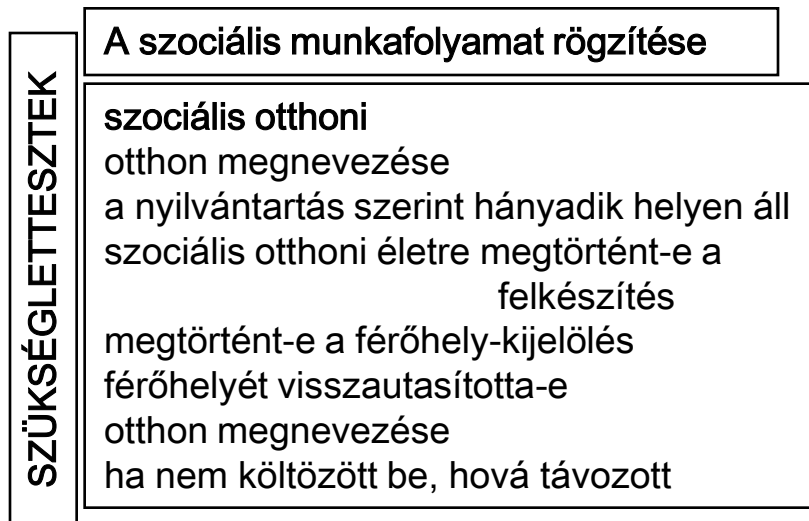 A szociális munkafolyamat rögzítése
SZÜKSÉGLETTESZTEK
szociális otthoni
otthon megnevezése
a nyilvántartás szerint hányadik helyen áll
szociális otthoni életre megtörtént-e a
felkészítés
megtörtént-e a férőhely-kijelölés
férőhelyét visszautasította-e
otthon megnevezése
ha nem költözött be, hová távozott